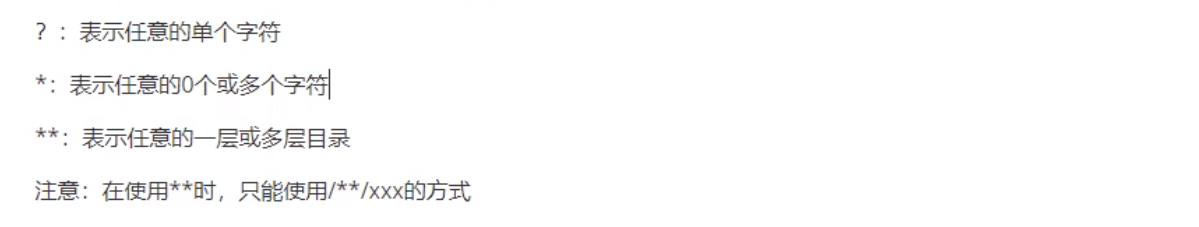 ？：表示任意的单个字符
*：表示任意的0个或多个字符
**：表示任意的一层或多层目录
注意：在使用**时，只能使用/**/xxx的方式